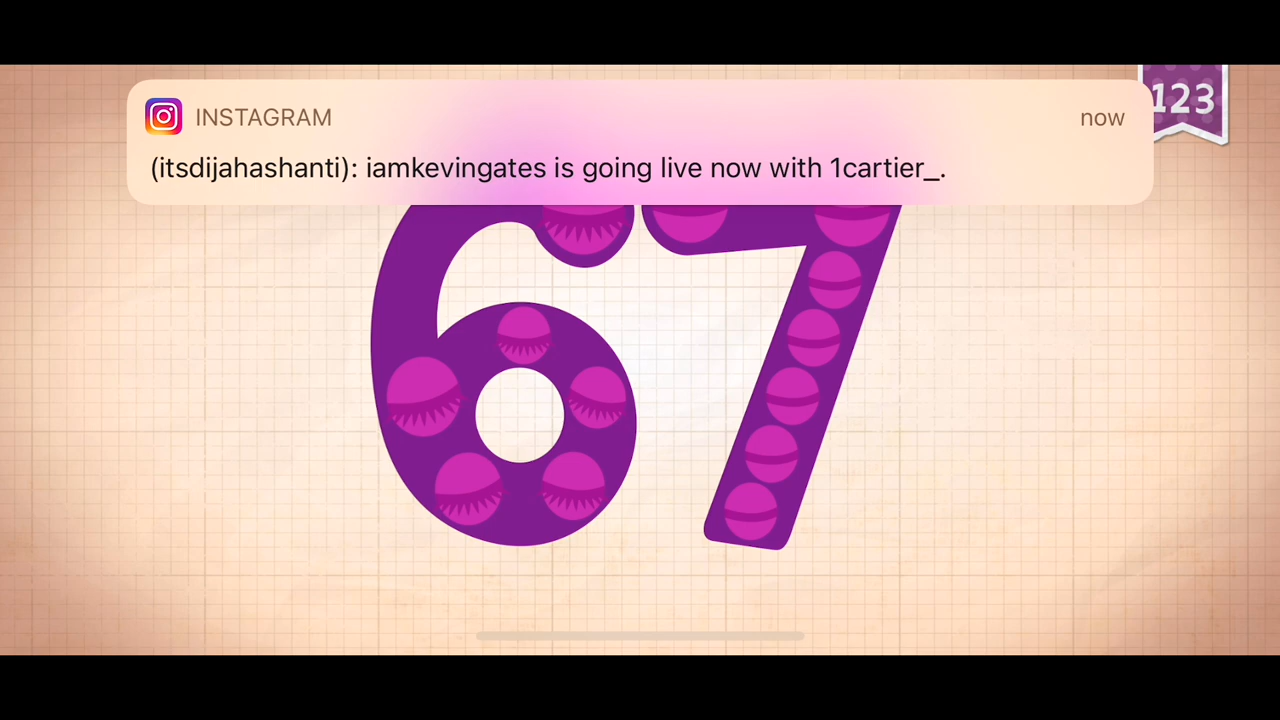 INSTAGRAM now
123
(itsdijahashanti): iamkevingates is going live now with 1cartier_.
67